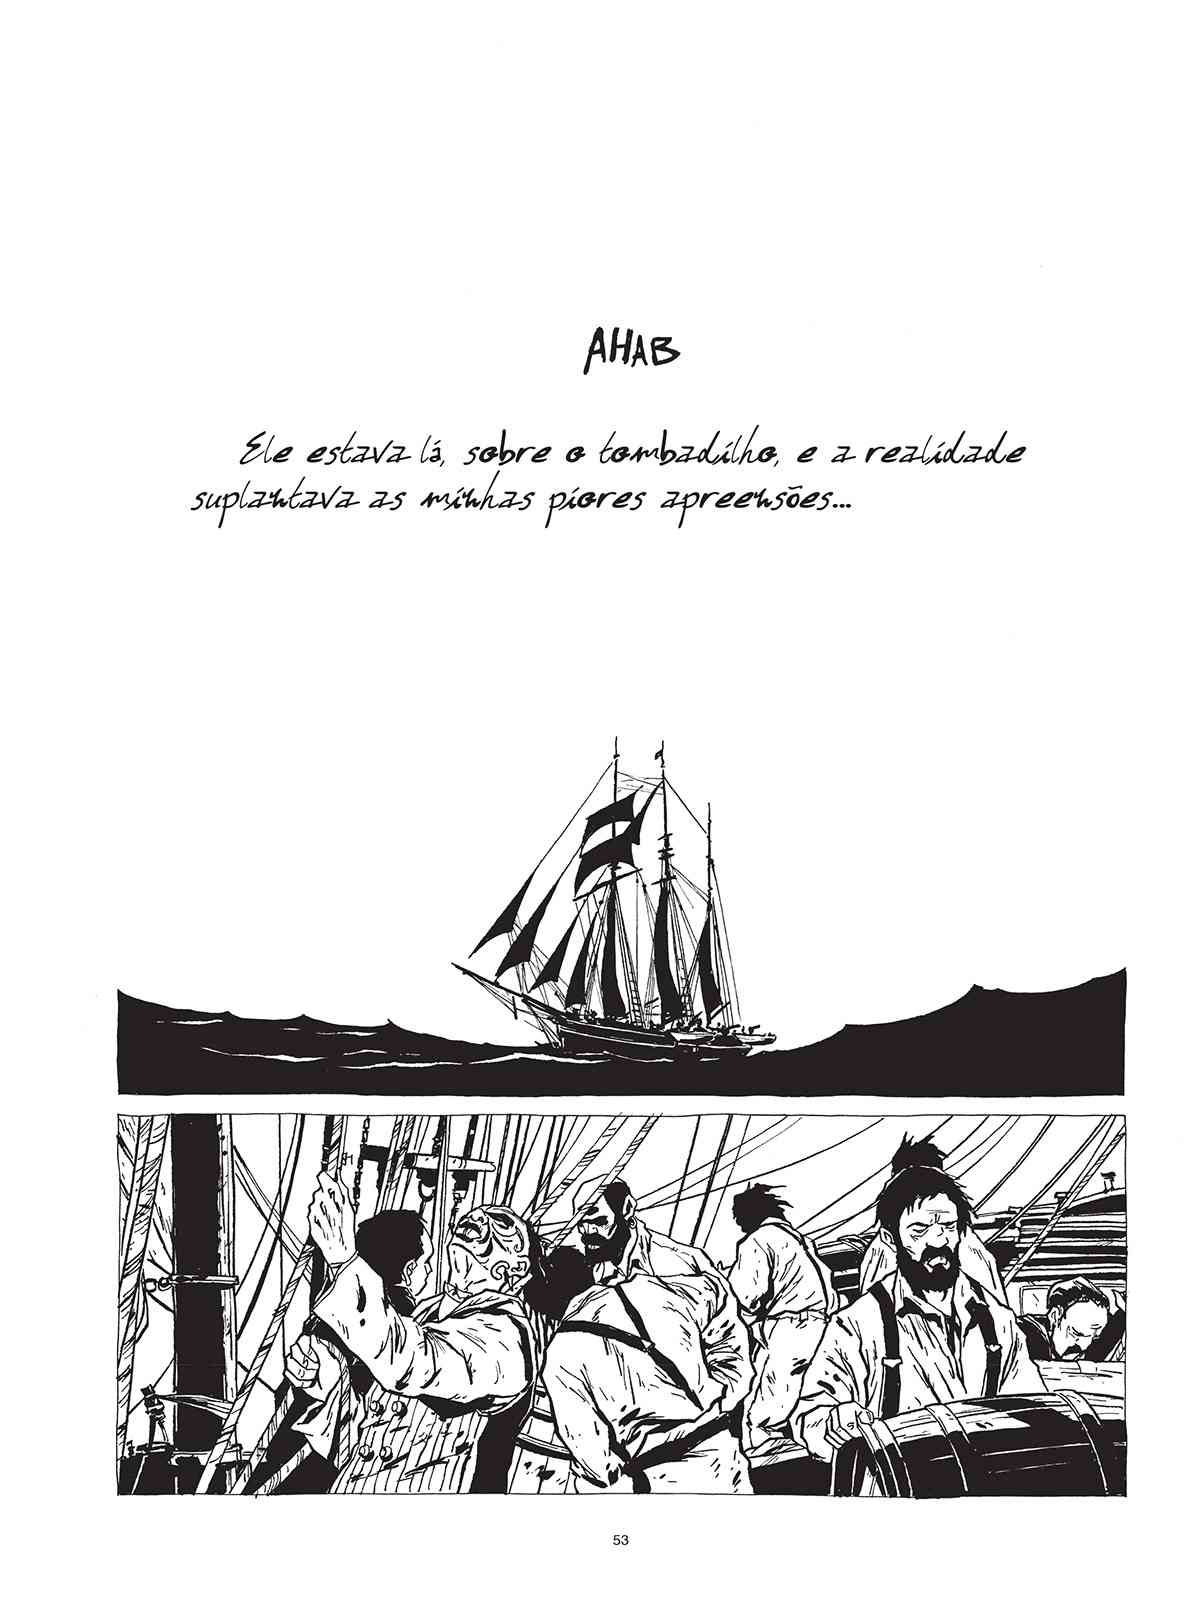 AHAB
Ele estava lá, sobre o tombadilho, e a realidade
suplantava as minhas piores apreensões...
53